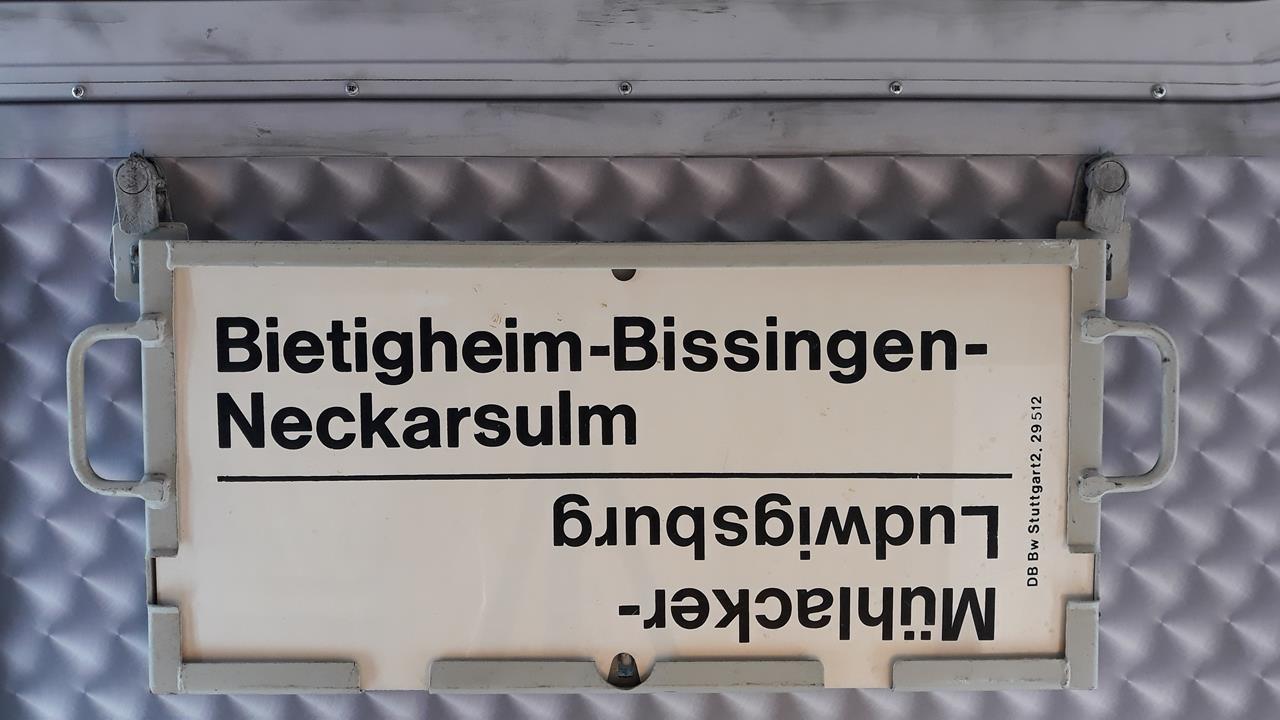 Bietigheim-Bissingen-
Neckarsulm
Mühlacker-
Ludwigsburg
DB Bw Stuttgart2, 29 512